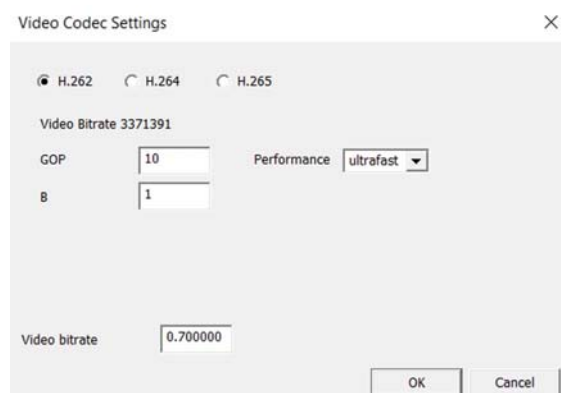 Video Codec Settings
H.262 H.264 H.265
Video Bitrate 3371391
GOP 10 Performance ultrafast
B 1
Video bitrate 0.700000
OK Cancel